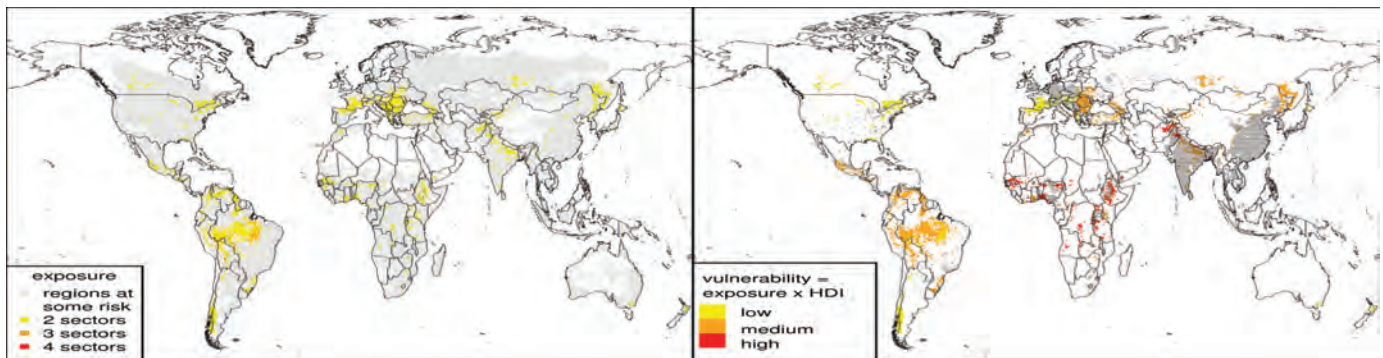 exposure
regions at
some risk
2 sectors
3 sectors
4 sectors
vulnerability =
exposure x HDI
low
medium
high